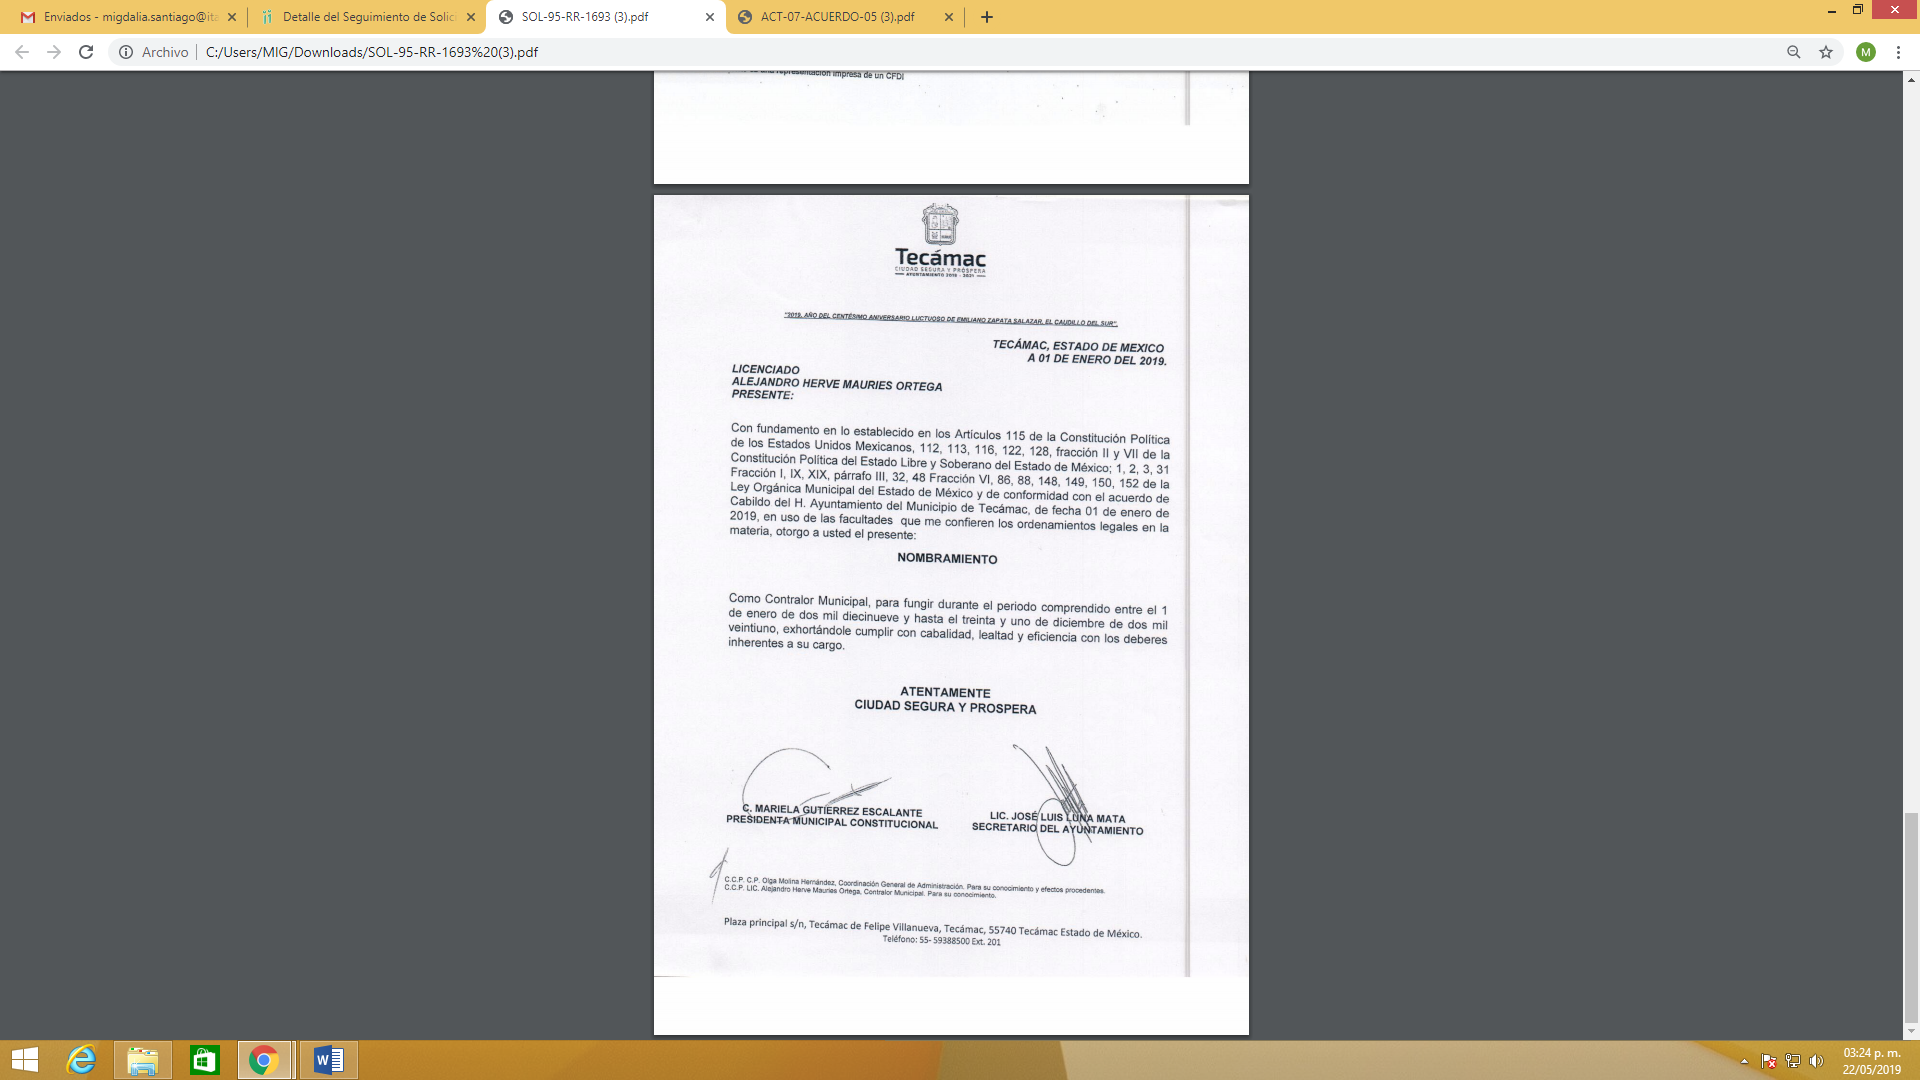 Enviados - migdalia.santiago@ita
Detalle del Seguimiento de Solici
SOL-95-RR-1693 (3).pdf
ACT-07-ACUERDO-05 (3).pdf
Archivo
C:/Users/MIG/Downloads/SOL-95-RR-1693%20(3).pdf
M
una representación impresa de un CFDI
Tecámac
CIUDAD SEGURA Y PRÓSPERA
AYUNTAMIENTO 2019 - 2021
"2019, AÑO DEL CENTÉSIMO ANIVERSARIO LUCTUOSO DE EMILIANO ZAPATA SALAZAR, EL CAUDILLO DEL SUR".
TECÁMAC, ESTADO DE MEXICO
A 01 DE ENERO DEL 2019.
LICENCIADO
ALEJANDRO HERVE MAURIES ORTEGA
PRESENTE:
Con fundamento en lo establecido en los Artículos 115 de la Constitución Política
de los Estados Unidos Mexicanos, 112, 113, 116, 122, 128, fracción II y VII de la
Constitución Política del Estado Libre y Soberano del Estado de México; 1, 2, 3, 31
Fracción I, IX, XIX, párrafo III, 32, 48 Fracción VI, 86, 88, 148, 149, 150, 152 de la
Ley Orgánica Municipal del Estado de México y de conformidad con el acuerdo de
Cabildo del H. Ayuntamiento del Municipio de Tecámac, de fecha 01 de enero de
2019, en uso de las facultades que me confieren los ordenamientos legales en la
materia, otorgo a usted el presente:
NOMBRAMIENTO
Como Contralor Municipal, para fungir durante el periodo comprendido entre el 1
de enero de dos mil diecinueve y hasta el treinta y uno de diciembre de dos mil
veintiuno, exhortándole cumplir con cabalidad, lealtad y eficiencia con los deberes
inherentes a su cargo.
ATENTAMENTE
CIUDAD SEGURA Y PROSPERA
C. MARIELA GUTIÉRREZ ESCALANTE
PRESIDENTA MUNICIPAL CONSTITUCIONAL
LIC. JOSÉ LUIS LUNA MATA
SECRETARIO DEL AYUNTAMIENTO
C.C.P. C.P. Olga Molina Hernández, Coordinación General de Administración. Para su conocimiento y efectos procedentes.
C.C.P. LIC. Alejandro Herve Mauries Ortega, Contralor Municipal. Para su conocimiento.
Plaza principal s/n, Tecámac de Felipe Villanueva, Tecámac, 55740 Tecámac Estado de México.
Teléfono: 55- 59388500 Ext. 201
03:24 p. m.
22/05/2019